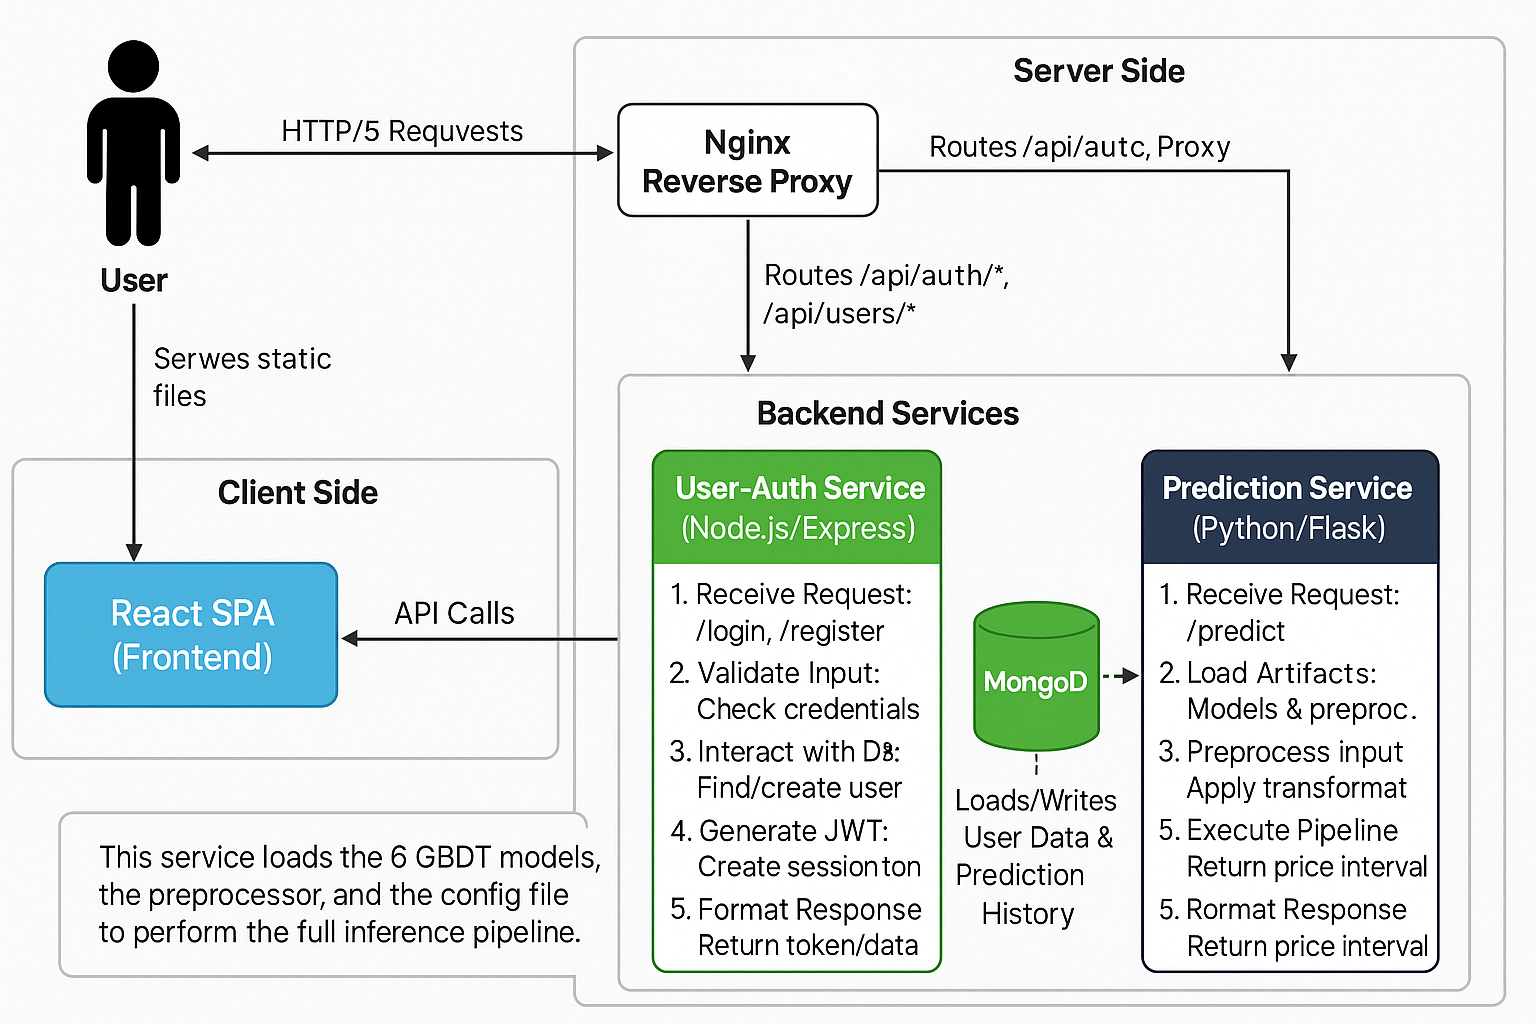 Server Side
HTTP/5 Requvests
Nginx
Reverse Proxy
Routes /api/autc, Proxy
User
Routes /api/auth/*,
/api/users/*
Serwes static
files
Client Side
React SPA
(Frontend)
API Calls
Backend Services
User-Auth Service
(Node.js/Express)
1. Receive Request:
/login, /register
2. Validate Input:
Check credentials
3. Interact with
Find/create user
4. Generate JWT:
Create session ton
5. Format Response
Return token/data
MongoD
Loads/Writes
User Data &
Prediction
History
Prediction Service
(Python/Flask)
1. Receive Request:
/predict
2. Load Artifacts:
Models & preproc.
3. Preprocess input
Apply transformat
5. Execute Pipeline
Return price interval
5. Rormat Response
Return price interval
This service loads the 6 GBDT models,
the preprocessor, and the config file
to perform the full inference pipeline.